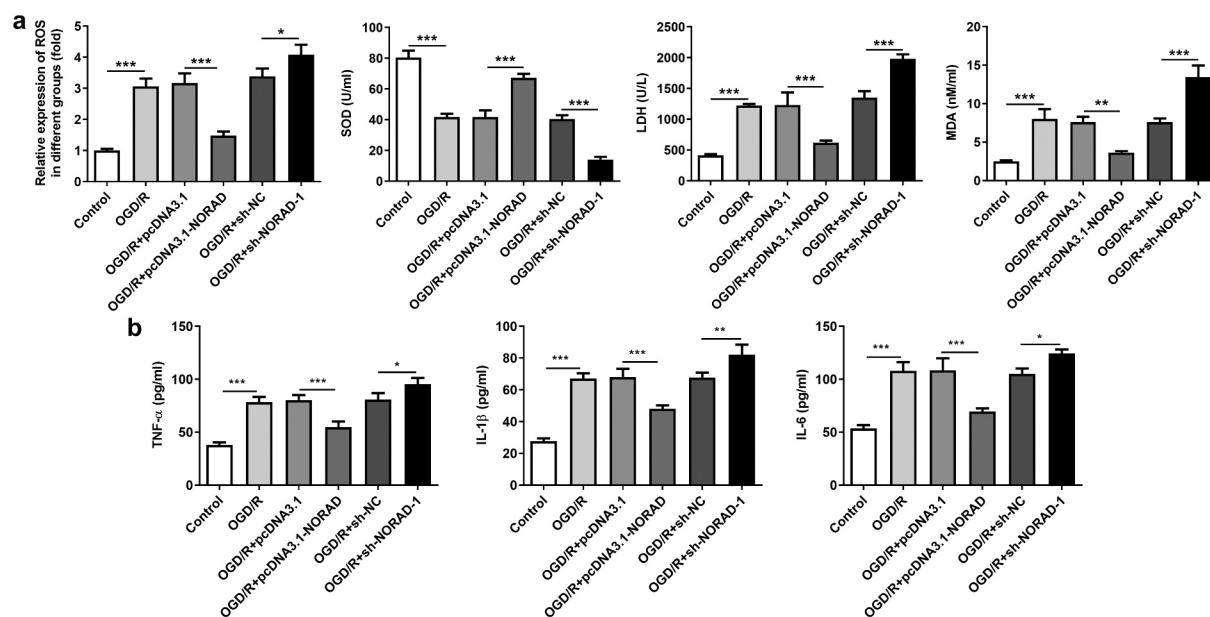 a
Relative expression of ROS
in different groups (fold)
5
4
3
2
1
0
***
***
*
Control
OGD/R
OGD/R+pcDNA3.1
OGD/R+pcDNA3.1-NORAD
OGD/R+sh-NC
OGD/R+sh-NORAD-1
SOD (U/ml)
100
80
60
40
20
0
***
***
***
Control
OGD/R
OGD/R+pcDNA3.1
OGD/R+pcDNA3.1-NORAD
OGD/R+sh-NC
OGD/R+sh-NORAD-1
LDH (U/L)
2500
2000
1500
1000
500
0
***
***
***
Control
OGD/R
OGD/R+pcDNA3.1
OGD/R+pcDNA3.1-NORAD
OGD/R+sh-NC
OGD/R+sh-NORAD-1
MDA (nM/ml)
20
15
10
5
0
***
**
***
Control
OGD/R
OGD/R+pcDNA3.1
OGD/R+pcDNA3.1-NORAD
OGD/R+sh-NC
OGD/R+sh-NORAD-1
b
TNF-α (pg/ml)
150
100
50
0
***
***
*
Control
OGD/R
OGD/R+pcDNA3.1
OGD/R+pcDNA3.1-NORAD
OGD/R+sh-NC
OGD/R+sh-NORAD-1
IL-1β (pg/ml)
100
80
60
40
20
0
***
***
**
Control
OGD/R
OGD/R+pcDNA3.1
OGD/R+pcDNA3.1-NORAD
OGD/R+sh-NC
OGD/R+sh-NORAD-1
IL-6 (pg/ml)
150
100
50
0
***
***
*
Control
OGD/R
OGD/R+pcDNA3.1
OGD/R+pcDNA3.1-NORAD
OGD/R+sh-NC
OGD/R+sh-NORAD-1